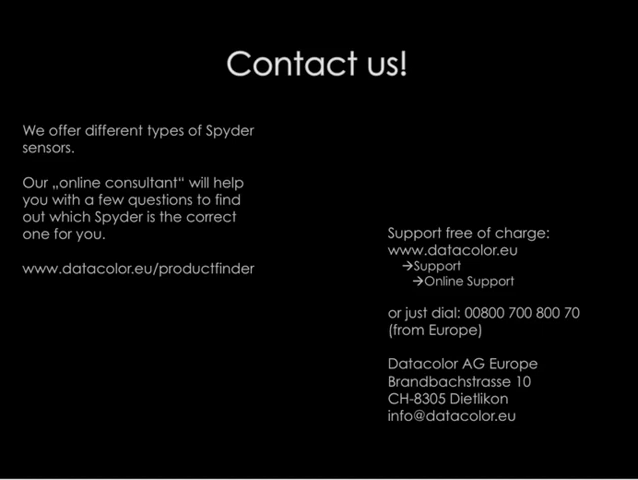 Contact us!
We offer different types of Spyder
sensors.
Our „online consultant“ will help
you with a few questions to find
out which Spyder is the correct
one for you.
www.datacolor.eu/productfinder
Support free of charge:
www.datacolor.eu
→Support
→Online Support
or just dial: 00800 700 800 70
(from Europe)
Datacolor AG Europe
Brandbachstrasse 10
CH-8305 Dietlikon
info@datacolor.eu